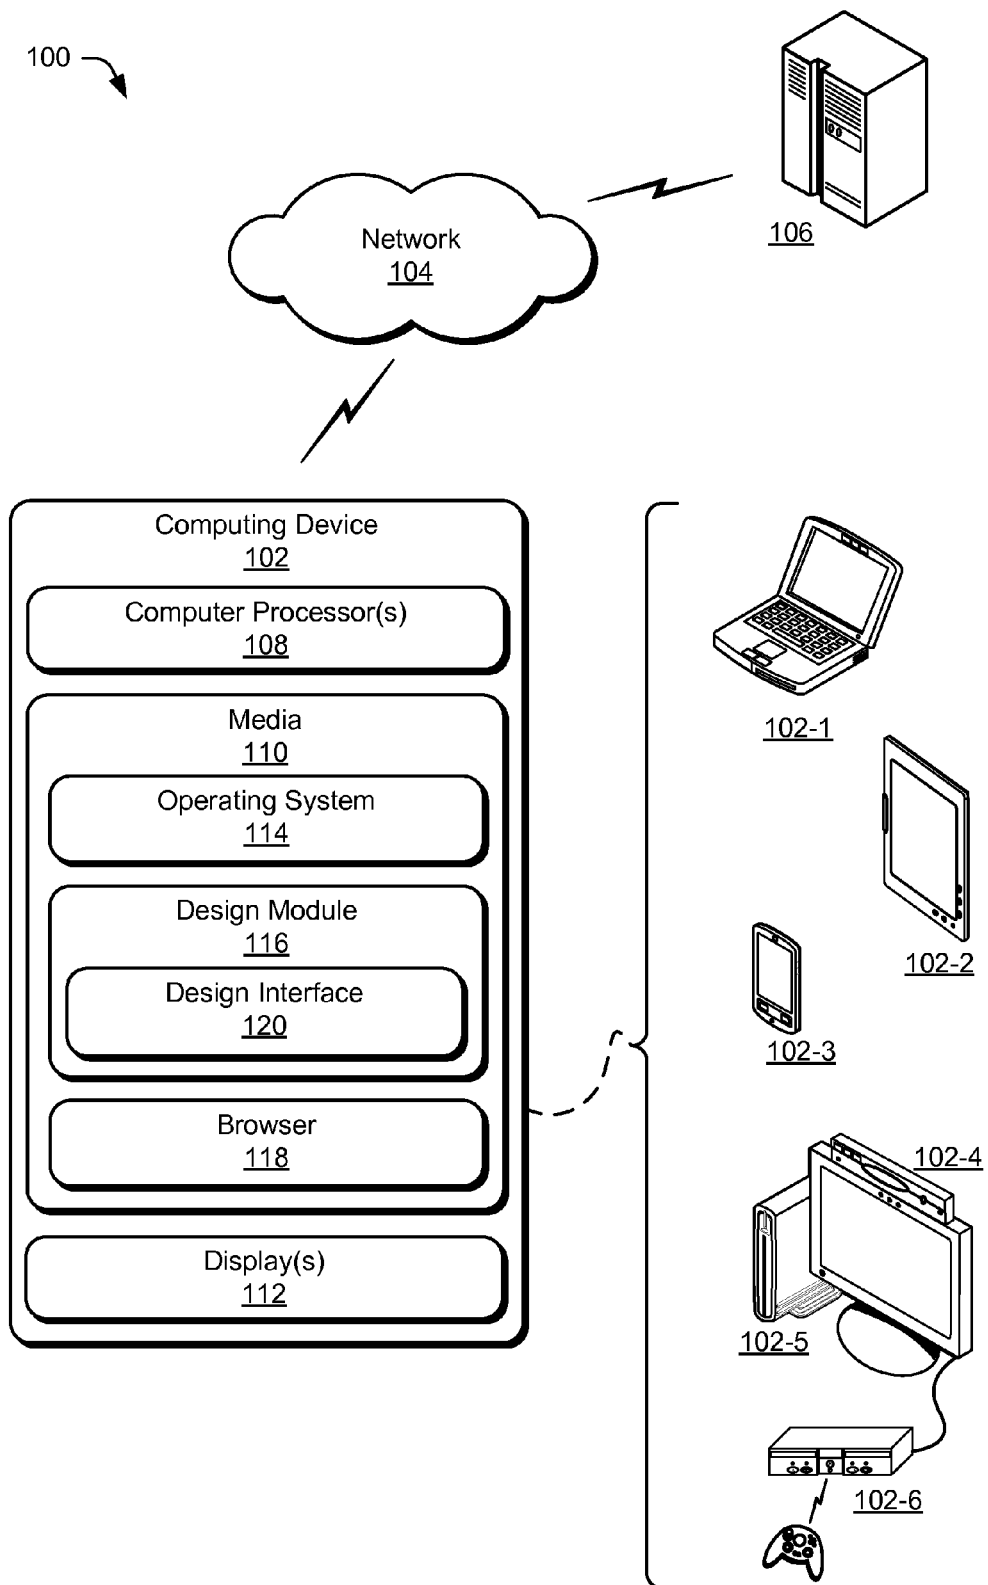 100
106
Network
104
Computing Device
102
Computer Processor(s)
108
Media
110
Operating System
114
Design Module
116
Design Interface
120
Browser
118
Display(s)
112
102-1
102-2
102-3
102-4
102-5
102-6